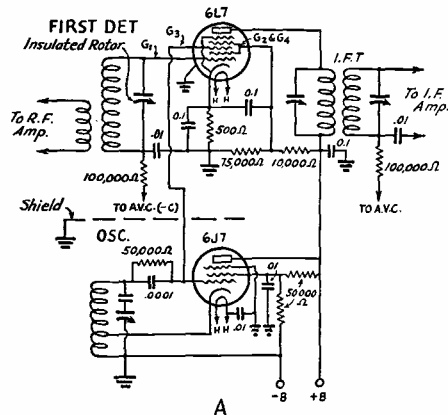 FIRST DET
Insulated Rotor
6L7
G3
G1
G2&G4
I.F.T
To R.F. Amp.
To I.F. Amp.
H H
0.1
0.1
500Ω
.01
75,000Ω
10,000Ω
0.1
.01
100,000Ω
100,000Ω
TO A.V.C. (-C)
TO A.V.C.
Shield
OSC.
50,000Ω
6J7
.0001
H H
.01
.01
50000Ω
-B
+B
A